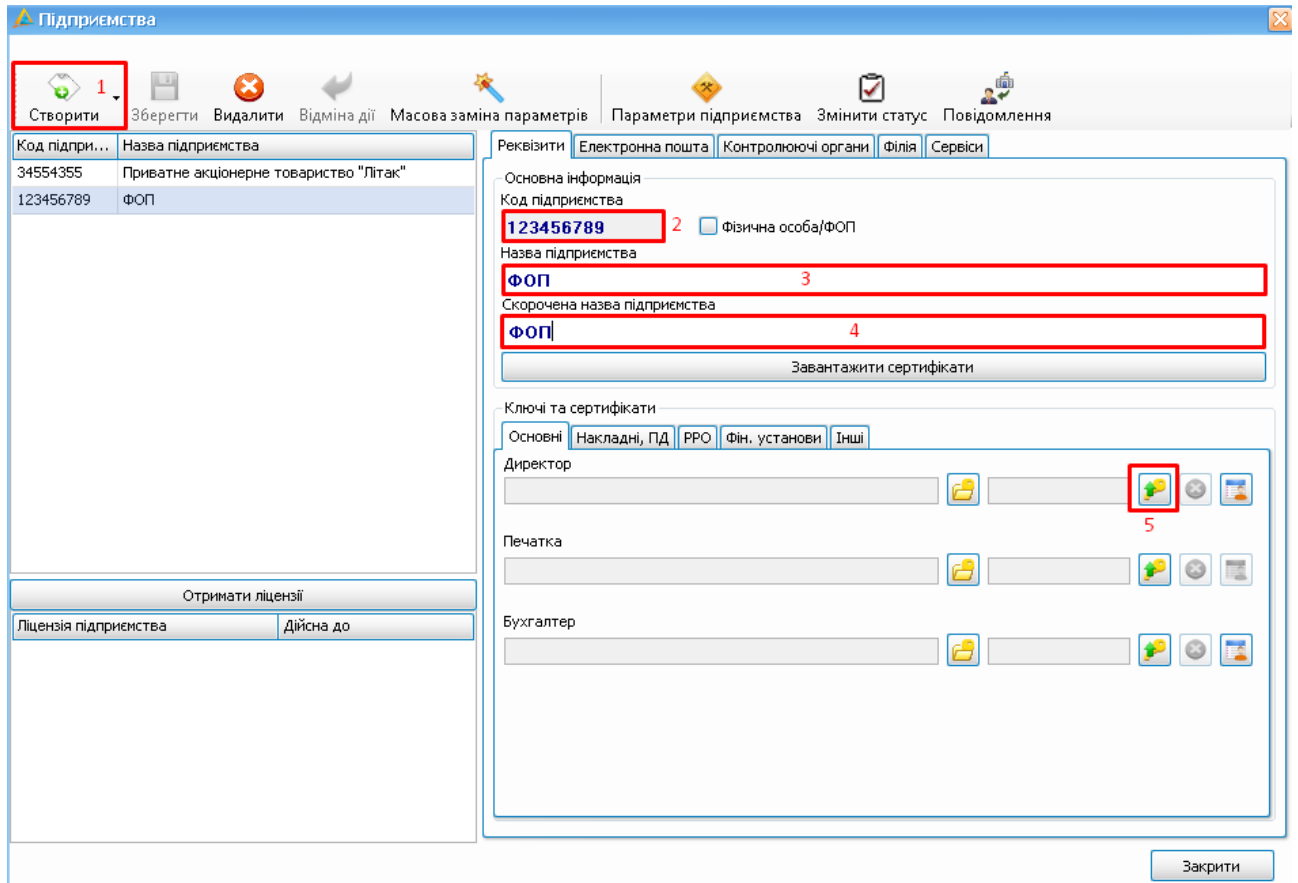 Підприємства
1
Створити Зберегти Видалити Відміна дії Масова заміна параметрів Параметри підприємства Змінити статус Повідомлення
Код підпри... Назва підприємства
34554355 Приватне акціонерне товариство "Літак"
123456789 ФОП
Отримати ліцензії
Ліцензія підприємства Дійсна до
Реквізити Електронна пошта Контролюючі органи Філія Сервіси
Основна інформація
Код підприємства
123456789 2 Фізична особа/ФОП
Назва підприємства
ФОП 3
Скорочена назва підприємства
ФОП 4
Завантажити сертифікати
Ключі та сертифікати
Основні Накладні, ПД РРО Фін. установи Інші
Директор
5
Печатка
Бухгалтер
Закрити